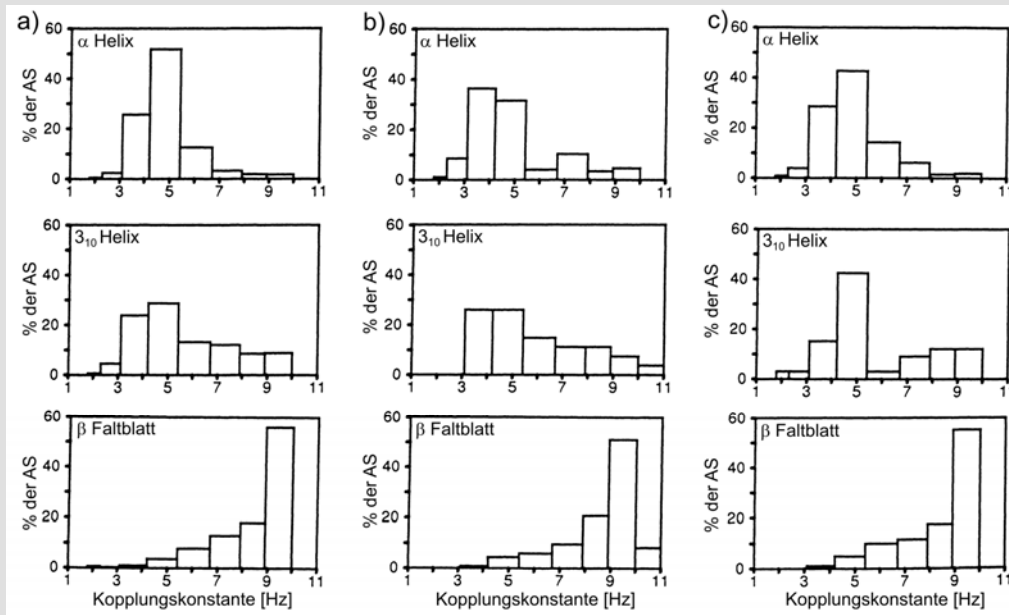 a)
60
40
20
0
% der AS
α Helix
1 3 5 7 9 11
60
40
20
0
% der AS
3₁₀ Helix
1 3 5 7 9 11
60
40
20
0
% der AS
β Faltblatt
1 3 5 7 9 11
Kopplungskonstante [Hz]
b)
60
40
20
0
% der AS
α Helix
1 3 5 7 9 11
60
40
20
0
% der AS
3₁₀ Helix
1 3 5 7 9 11
60
40
20
0
% der AS
β Faltblatt
1 3 5 7 9 11
Kopplungskonstante [Hz]
c)
60
40
20
0
% der AS
α Helix
1 3 5 7 9 11
60
40
20
0
% der AS
3₁₀ Helix
1 3 5 7 9
60
40
20
0
% der AS
β Faltblatt
1 3 5 7 9 11
Kopplungskonstante [Hz]